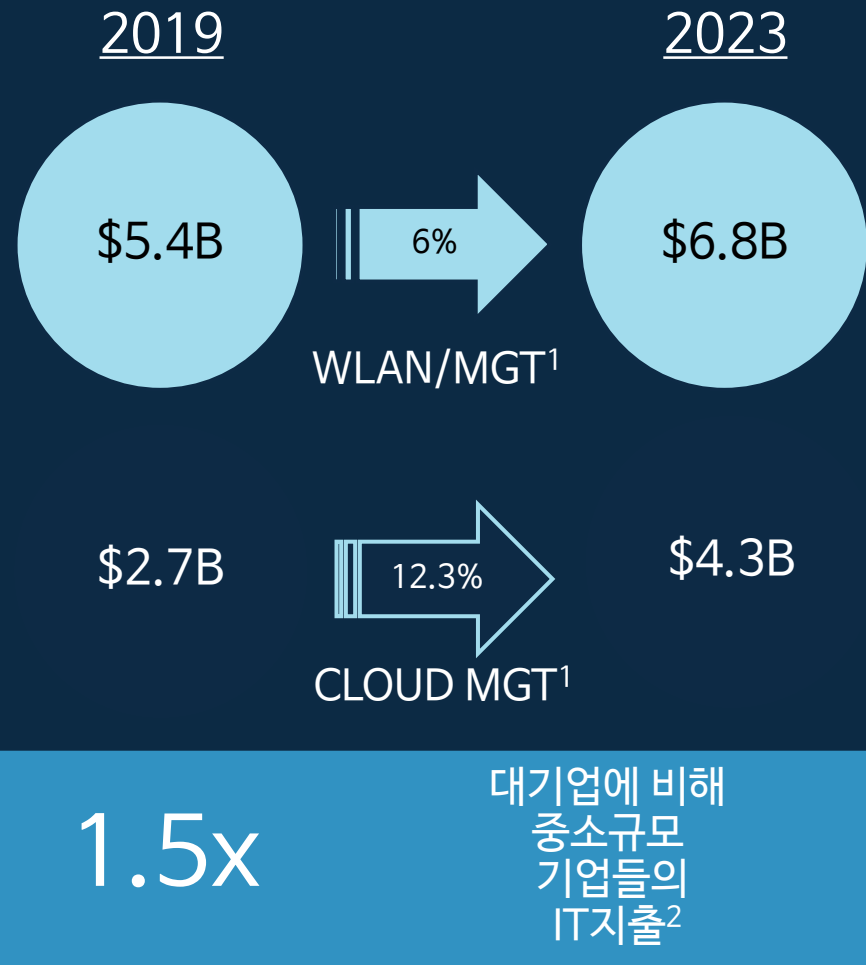 2019
2023
$5.4B
6%
$6.8B
WLAN/MGT¹
$2.7B
12.3%
$4.3B
CLOUD MGT¹
1.5x
대기업에 비해
중소규모
기업들의
IT지출²